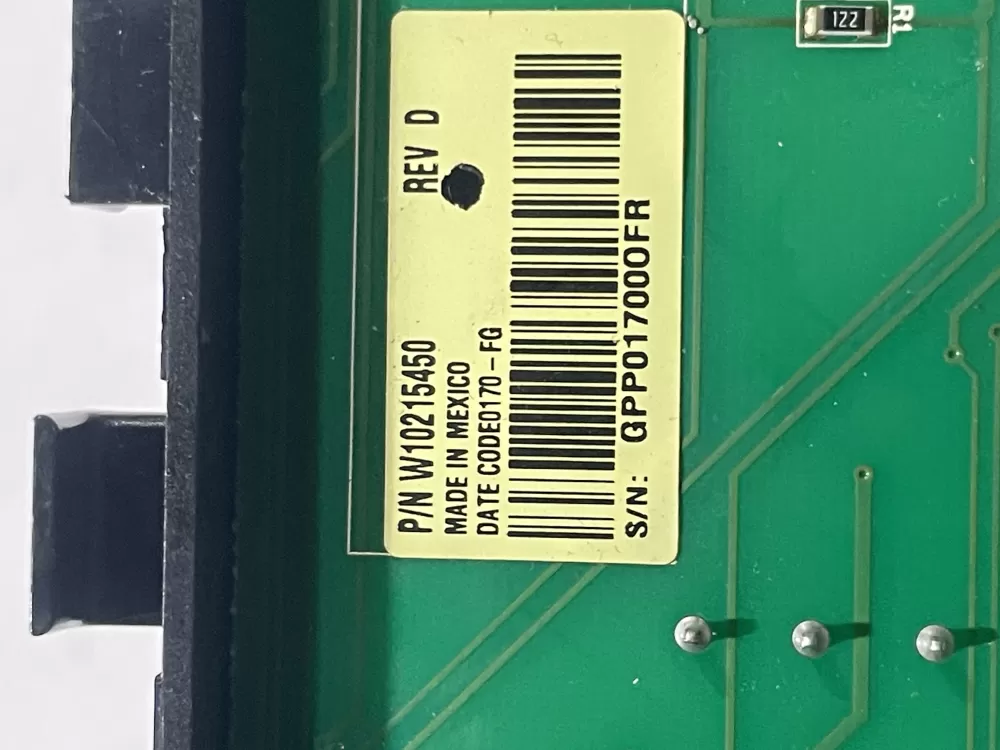 P/N W10215450 REV D
MADE IN MEXICO
DATE CODE0170-FG
S/N: GPP017000FR
122
R1